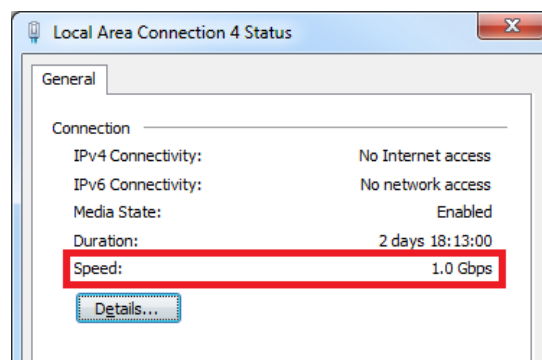 Local Area Connection 4 Status
General
Connection
IPv4 Connectivity: No Internet access
IPv6 Connectivity: No network access
Media State: Enabled
Duration: 2 days 18:13:00
Speed: 1.0 Gbps
Details...